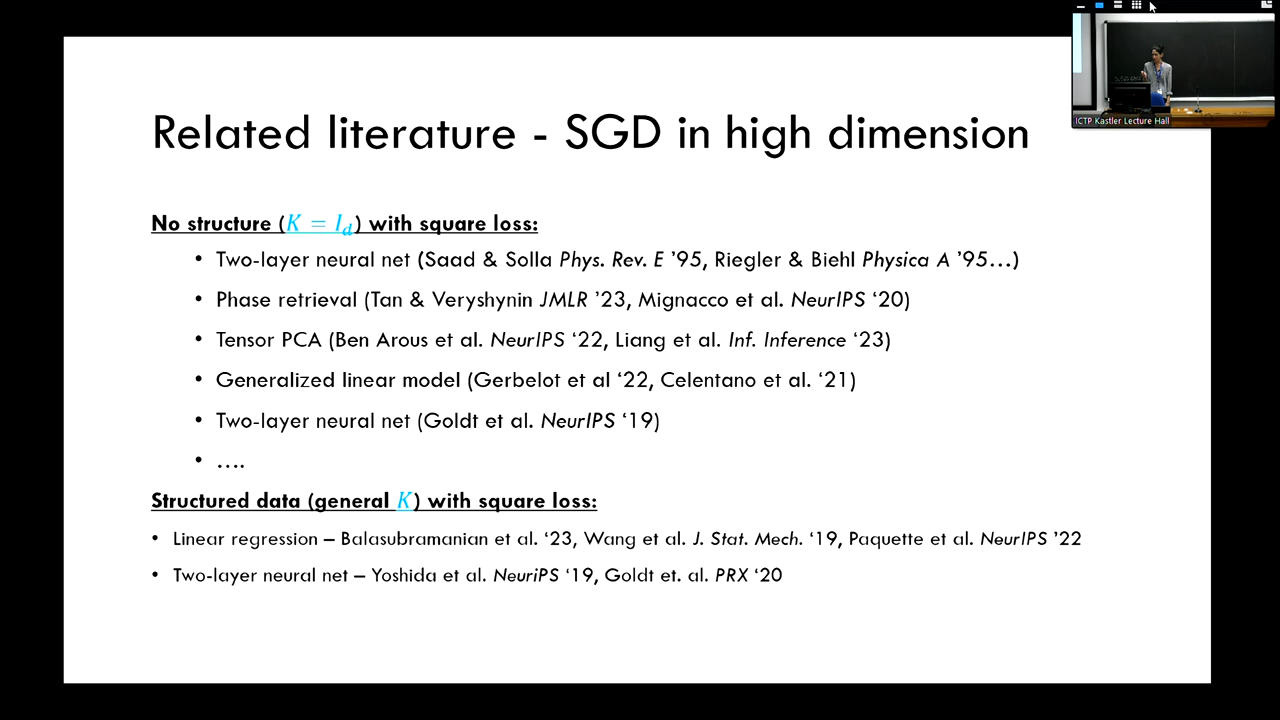 ICTP Kastler Lecture Hall
Related literature - SGD in high dimension
No structure (K = I_d) with square loss:
• Two-layer neural net (Saad & Solla Phys. Rev. E ’95, Riegler & Biehl Physica A ’95…)
• Phase retrieval (Tan & Veryshynin JMLR ’23, Mignacco et al. NeurIPS ‘20)
• Tensor PCA (Ben Arous et al. NeurIPS ‘22, Liang et al. Inf. Inference ‘23)
• Generalized linear model (Gerbelot et al ‘22, Celentano et al. ‘21)
• Two-layer neural net (Goldt et al. NeurIPS ‘19)
• ….
Structured data (general K) with square loss:
• Linear regression – Balasubramanian et al. ‘23, Wang et al. J. Stat. Mech. ‘19, Paquette et al. NeurIPS ’22
• Two-layer neural net – Yoshida et al. NeuriPS ‘19, Goldt et. al. PRX ‘20